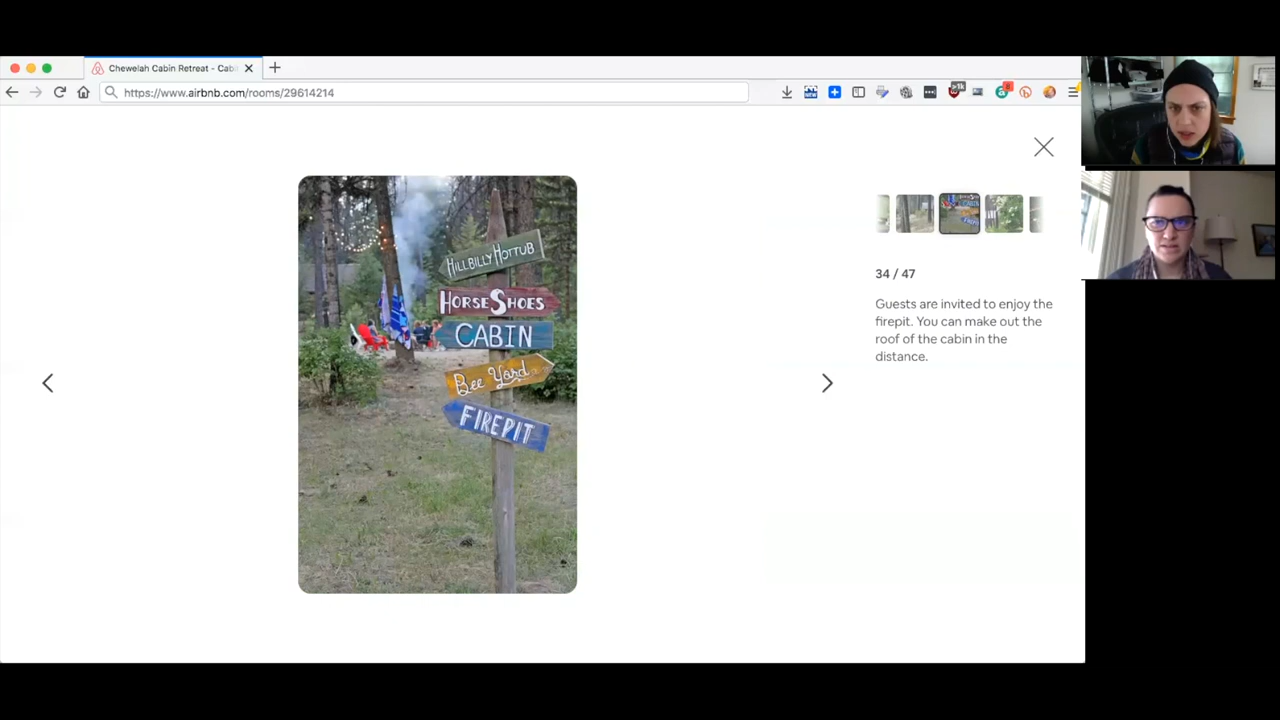 Chewelah Cabin Retreat - Cabi
https://www.airbnb.com/rooms/29614214
HILLBILLY HOTTUB
HORSESHOES
CABIN
Bee Yard
FIREPIT
34 / 47
Guests are invited to enjoy the
firepit. You can make out the
roof of the cabin in the
distance.